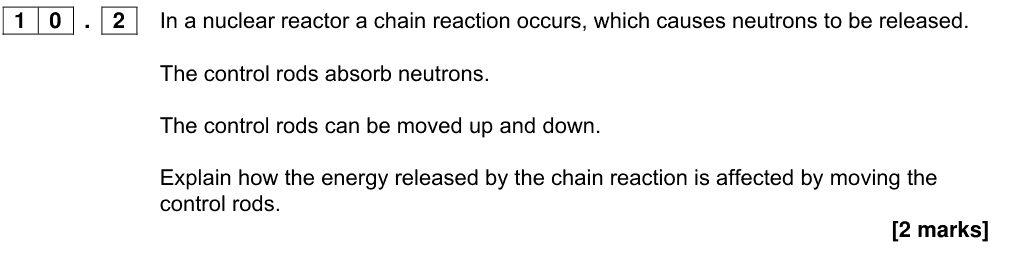 10.2 In a nuclear reactor a chain reaction occurs, which causes neutrons to be released.
The control rods absorb neutrons.
The control rods can be moved up and down.
Explain how the energy released by the chain reaction is affected by moving the
control rods.
[2 marks]